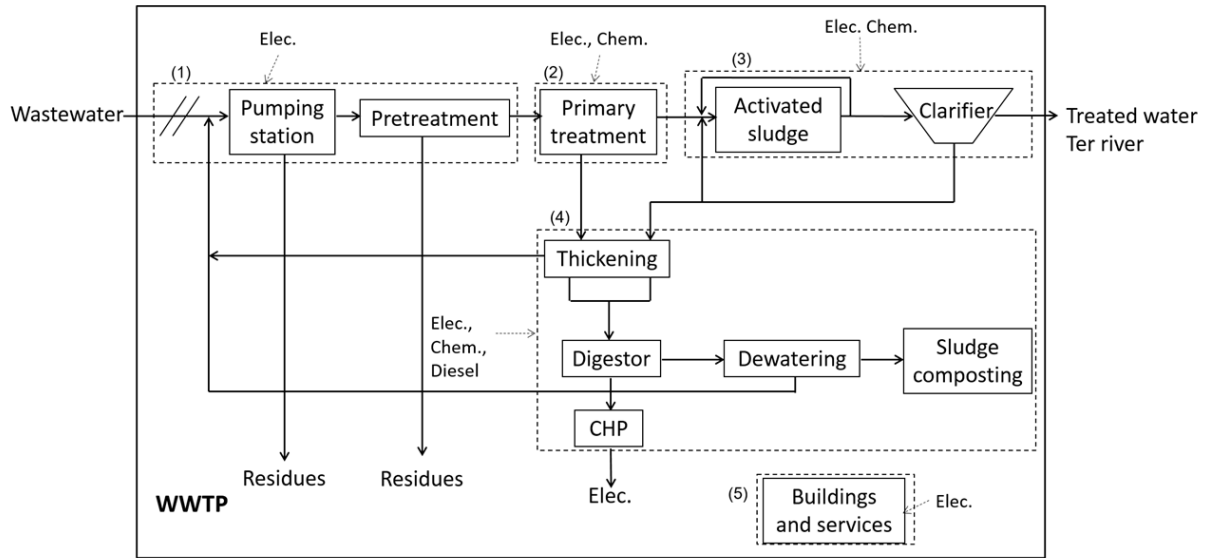 Elec.
Elec., Chem.
Elec. Chem.
(1)
(2)
(3)
Wastewater
Pumping
station
Pretreatment
Primary
treatment
Activated
sludge
Clarifier
Treated water
Ter river
(4)
Thickening
Elec.,
Chem.,
Diesel
Digestor
Dewatering
Sludge
composting
CHP
Residues
Residues
Elec.
WWTP
(5)
Buildings
and services
Elec.